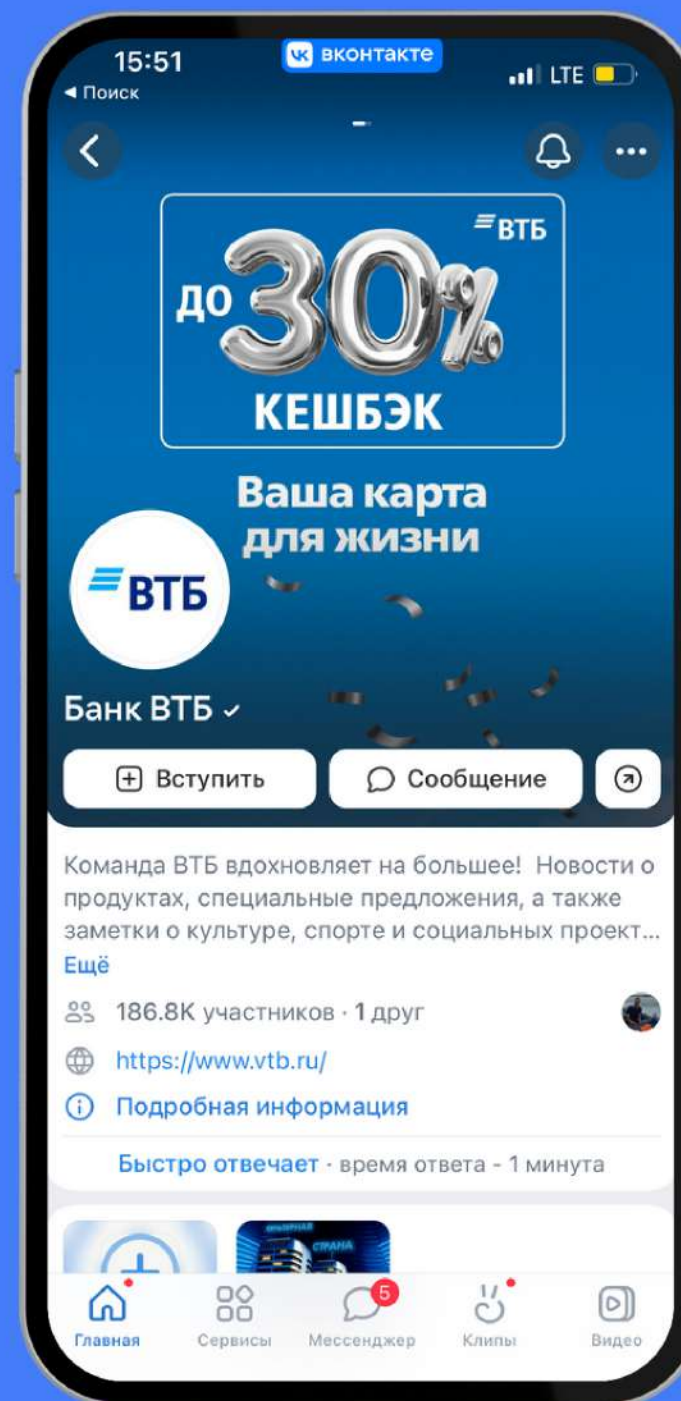 15:51
вконтакте
LTE
Поиск
ВТБ
ДО 30%
КЕШБЭК
Ваша карта
для жизни
ВТБ
Банк ВТБ
Вступить
Сообщение
Команда ВТБ вдохновляет на большее! Новости о
продуктах, специальные предложения, а также
заметки о культуре, спорте и социальных проект...
Ещё
186.8K участников · 1 друг
https://www.vtb.ru/
Подробная информация
Быстро отвечает · время ответа - 1 минута
СТРАНА
5
Главная Сервисы Мессенджер Клипы Видео